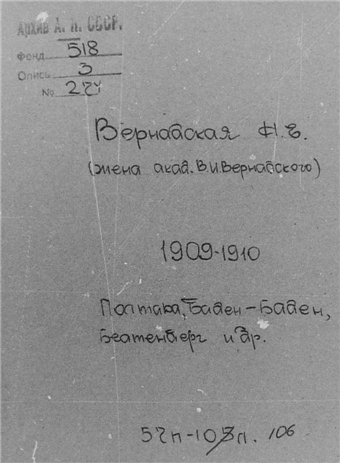 Архив А. Н. СССР.
Фонд 518
Опись 3
№
Вернадская Н.Е.
(жена акад. В.И Вернадского)
1909-1910
Полтава, Баден-Баден,
Беатенберг и др.
106